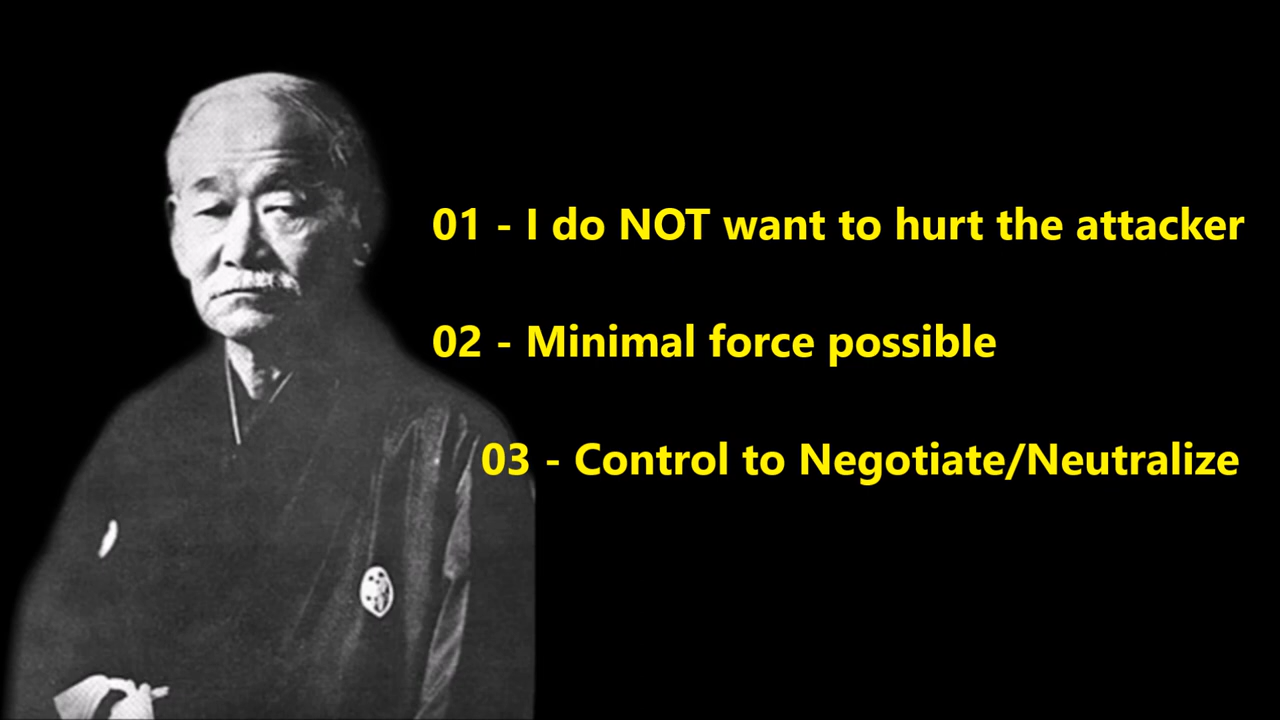 01 - I do NOT want to hurt the attacker
02 - Minimal force possible
03 - Control to Negotiate/Neutralize